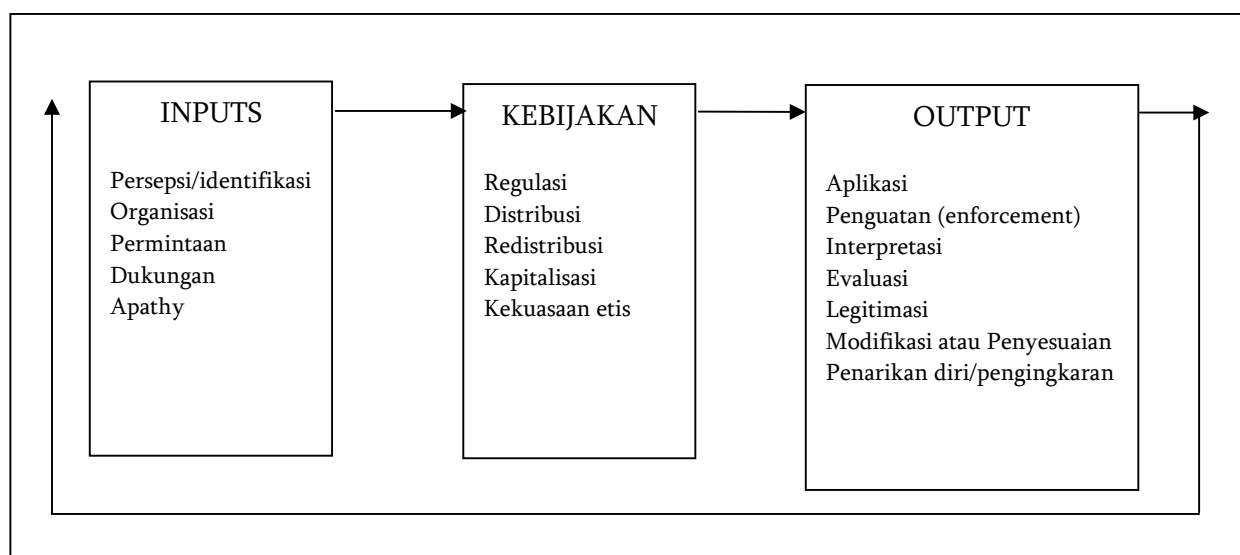 INPUTS
Persepsi/identifikasi
Organisasi
Permintaan
Dukungan
Apathy
KEBIJAKAN
Regulasi
Distribusi
Redistribusi
Kapitalisasi
Kekuasaan etis
OUTPUT
Aplikasi
Penguatan (enforcement)
Interpretasi
Evaluasi
Legitimasi
Modifikasi atau Penyesuaian
Penarikan diri/pengingkaran